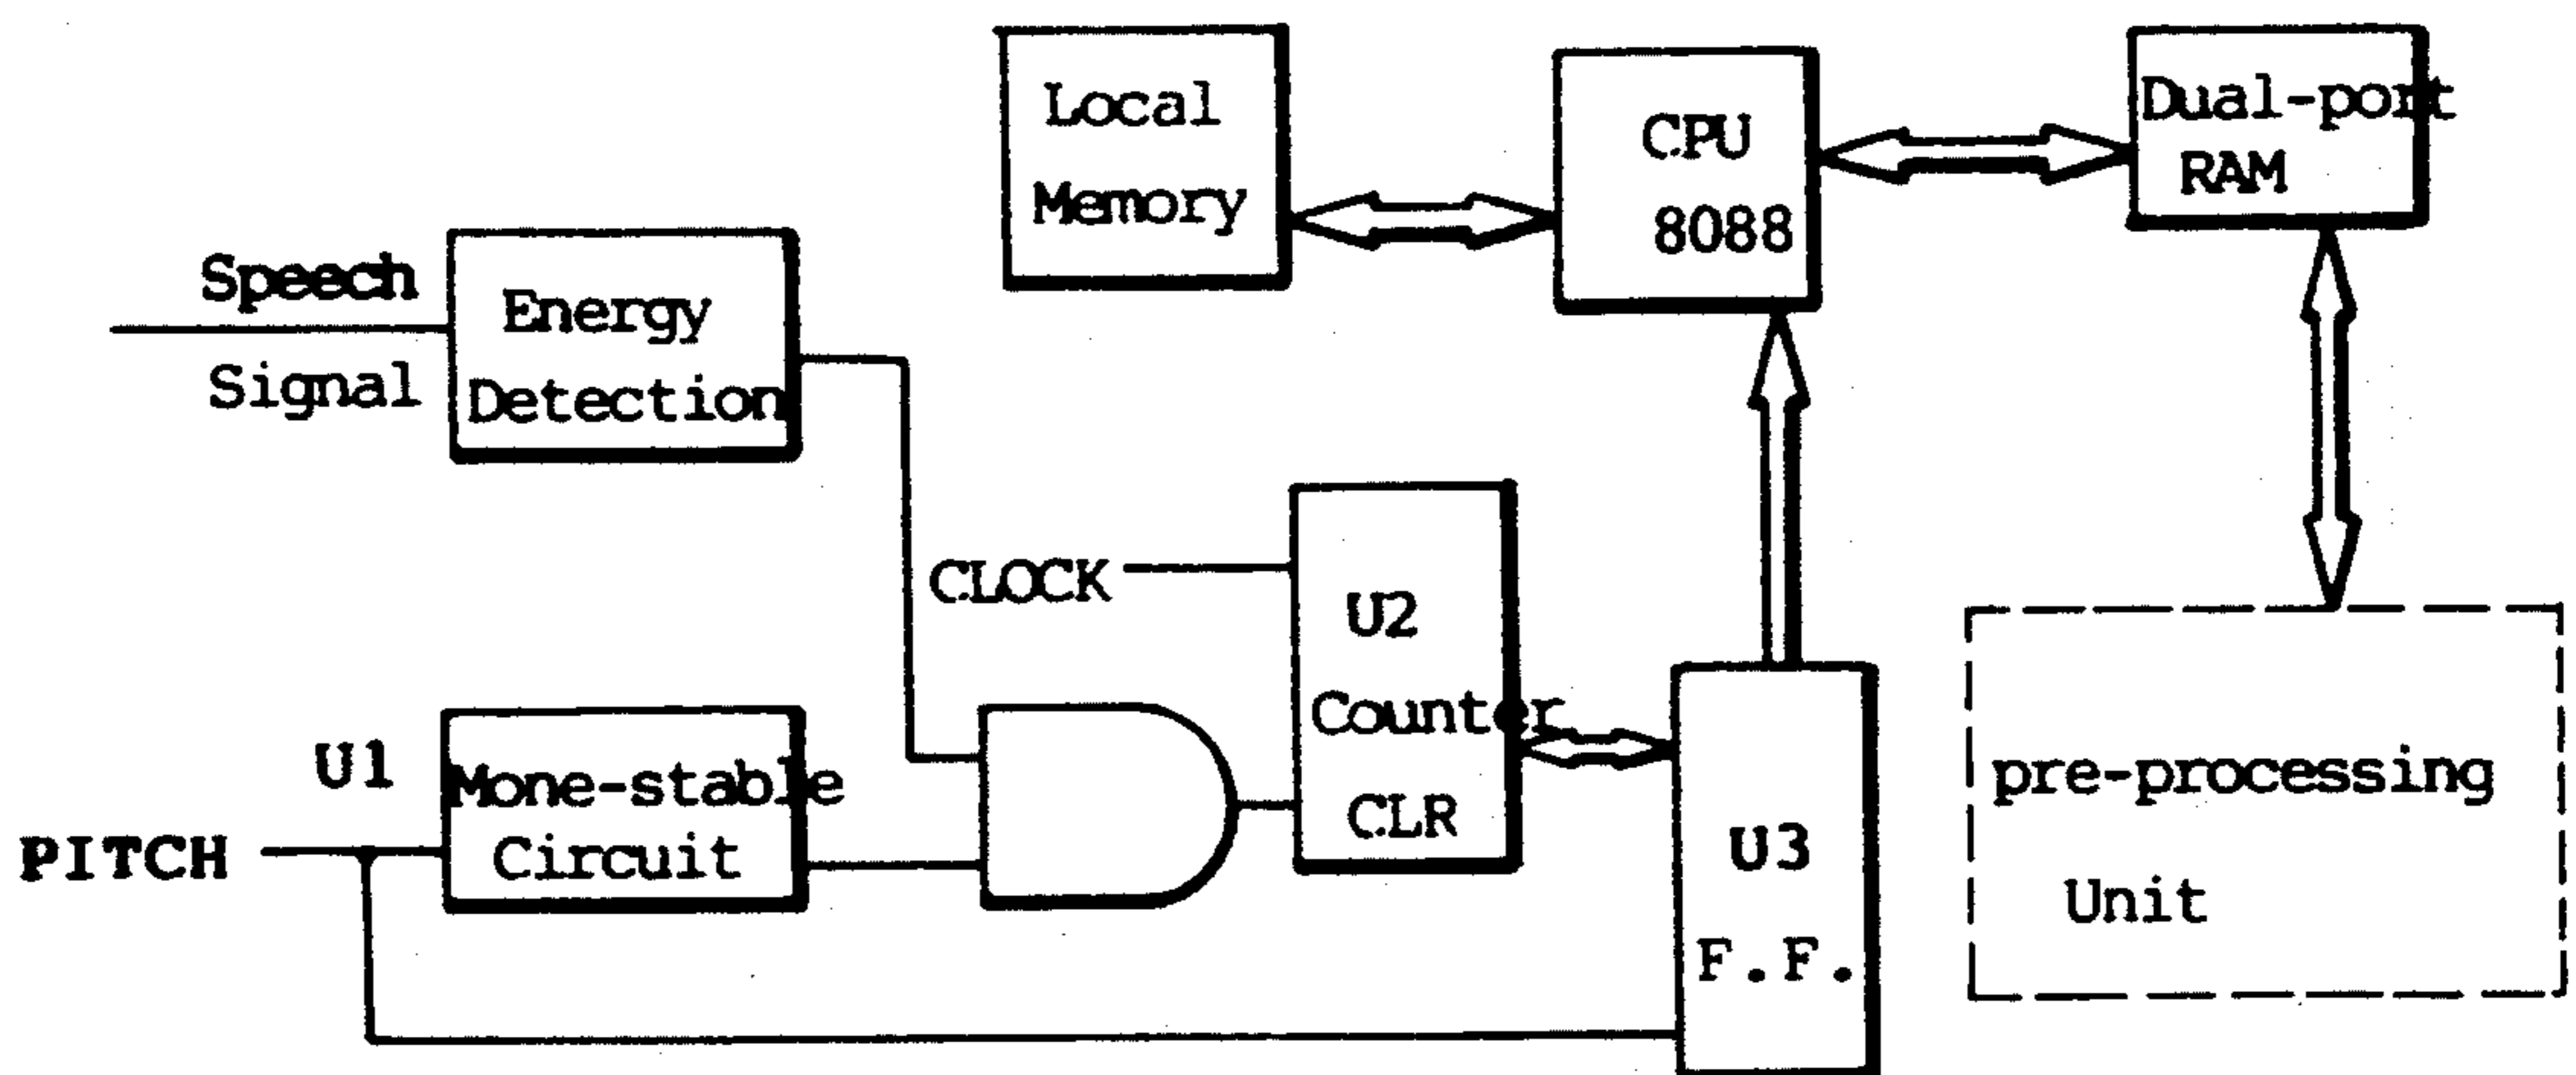 Local
Memory
CPU
8088
Dual-port
RAM
Speech
Signal
Energy
Detection
CLOCK
U2
Counter
CLR
U1
Mone-stable
Circuit
PITCH
U3
F.F.
pre-processing
Unit